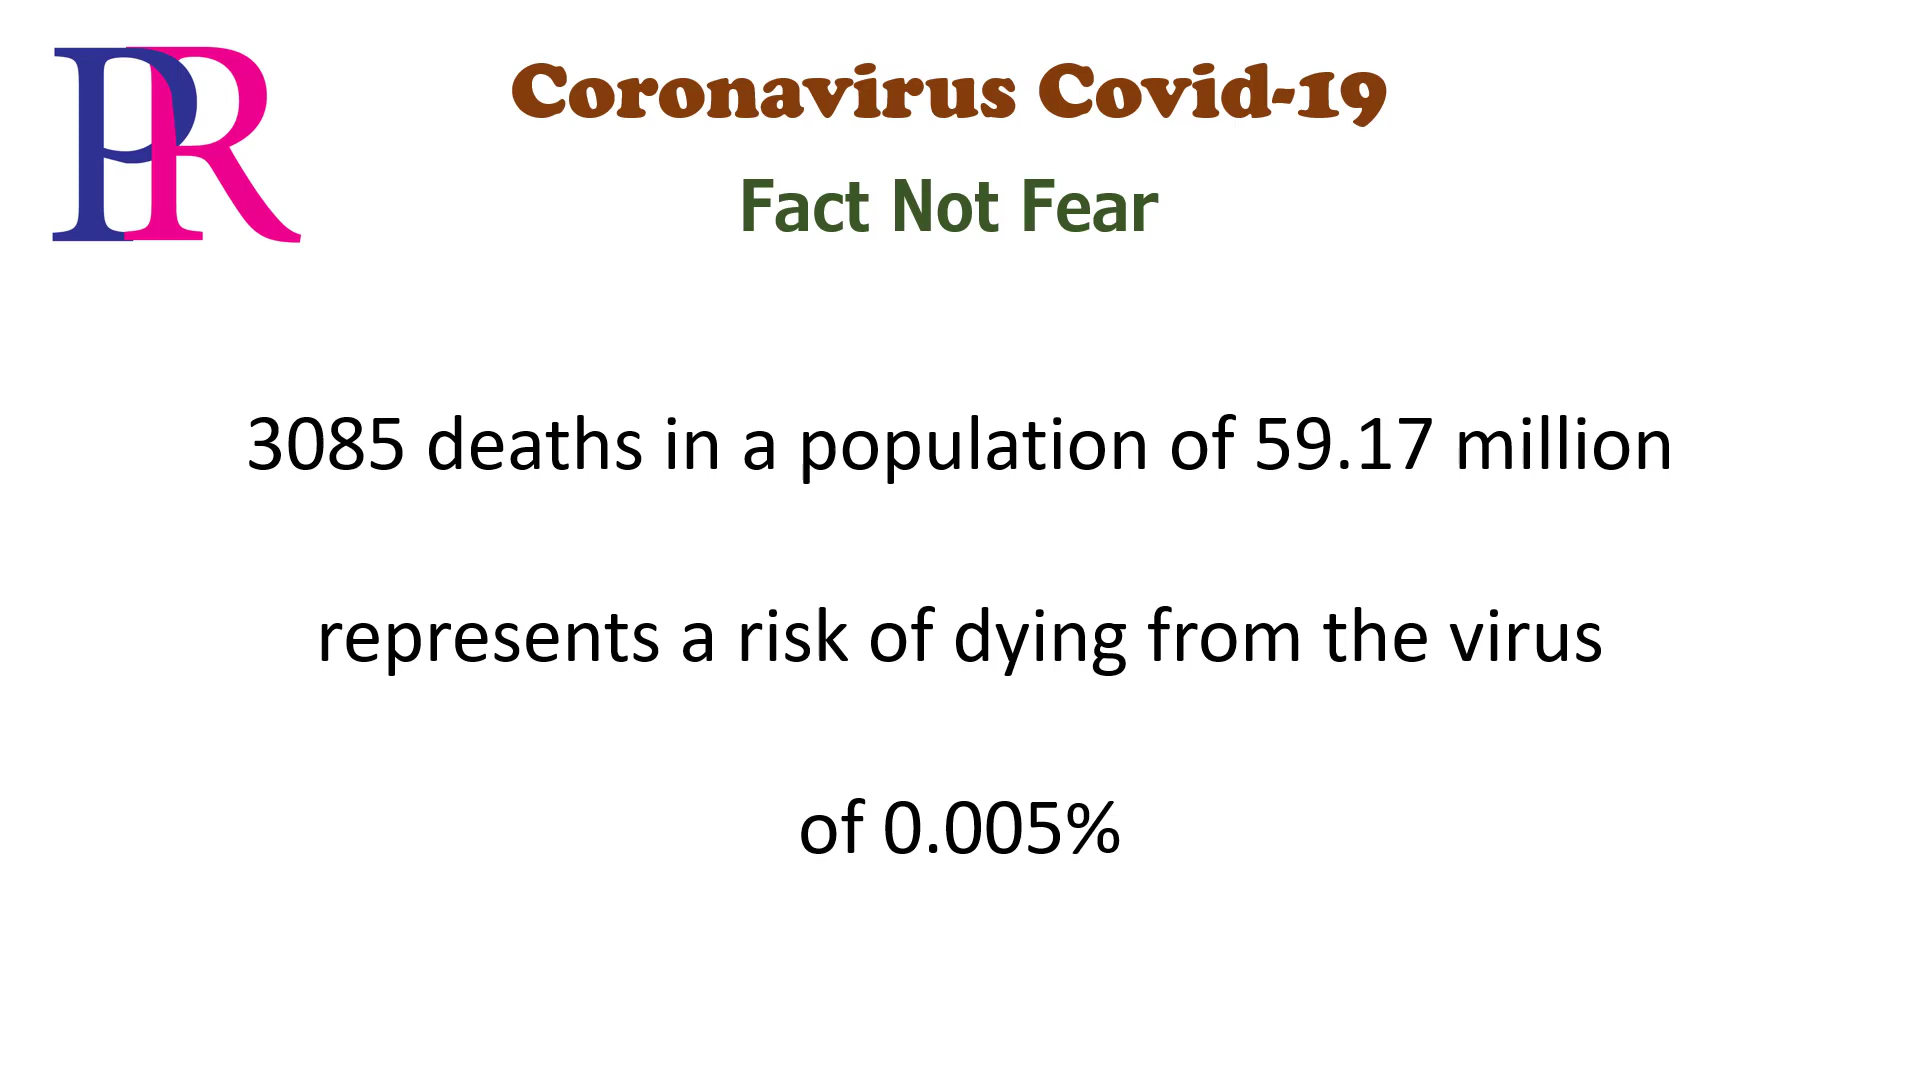 PR
Coronavirus Covid-19
Fact Not Fear
3085 deaths in a population of 59.17 million
represents a risk of dying from the virus
of 0.005%